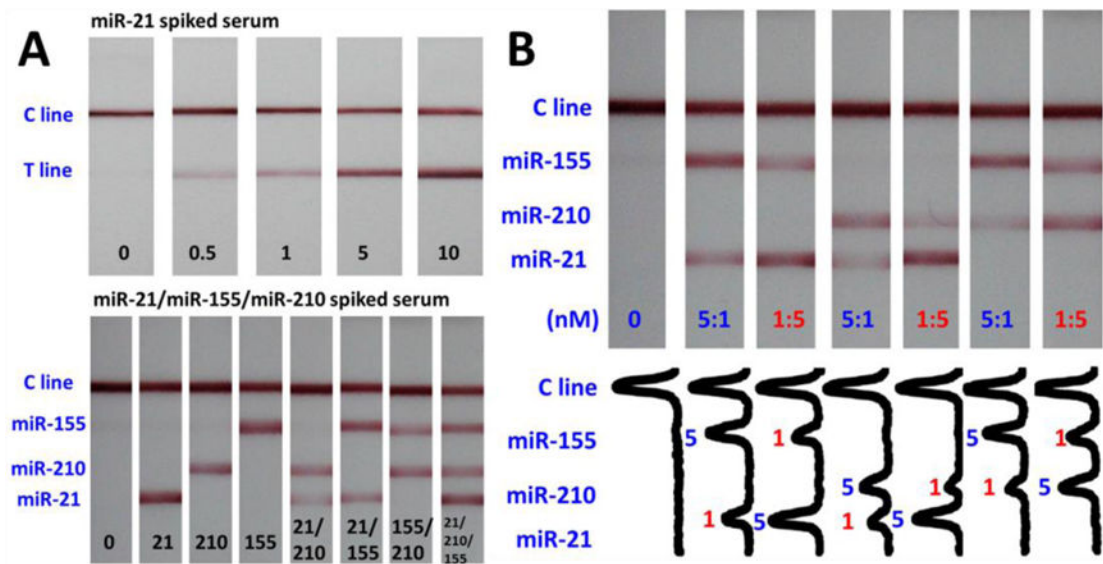 A
miR-21 spiked serum
C line
T line
0 0.5 1 5 10
miR-21/miR-155/miR-210 spiked serum
C line
miR-155
miR-210
miR-21
0 21 210 155 21/210 21/155 155/210 21/210/155
B
C line
miR-155
miR-210
miR-21
(nM) 0 5:1 1:5 5:1 1:5 5:1 1:5
C line
miR-155 5 1 5 1
miR-210 5 1 1 5
miR-21 1 5 1 5